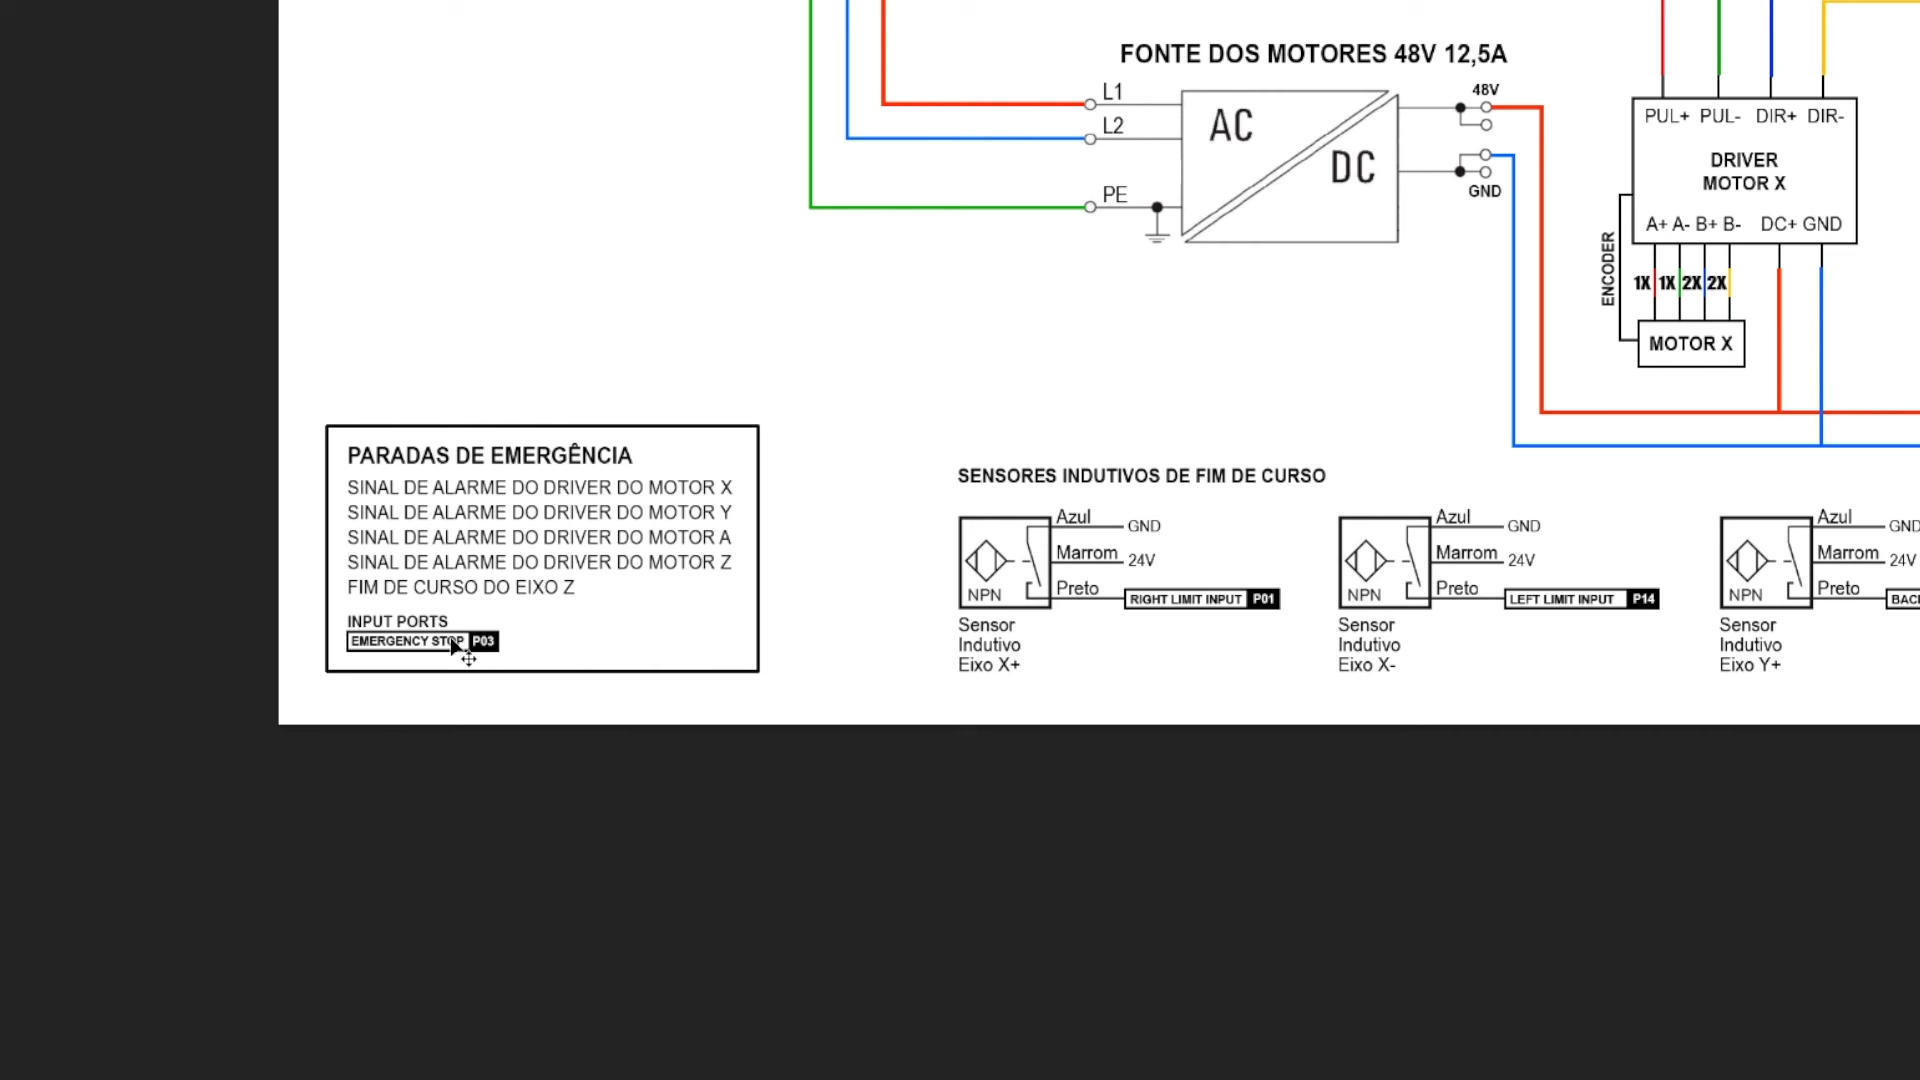 FONTE DOS MOTORES 48V 12,5A
L1
L2
PE
AC
DC
48V
GND
PUL+ PUL- DIR+ DIR-
DRIVER
MOTOR X
A+ A- B+ B- DC+ GND
ENCODER
1X 1X 2X 2X
MOTOR X
PARADAS DE EMERGÊNCIA
SINAL DE ALARME DO DRIVER DO MOTOR X
SINAL DE ALARME DO DRIVER DO MOTOR Y
SINAL DE ALARME DO DRIVER DO MOTOR A
SINAL DE ALARME DO DRIVER DO MOTOR Z
FIM DE CURSO DO EIXO Z
INPUT PORTS
EMERGENCY STOP P03
SENSORES INDUTIVOS DE FIM DE CURSO
Azul GND
Marrom 24V
Preto
NPN
RIGHT LIMIT INPUT P01
Sensor
Indutivo
Eixo X+
Azul GND
Marrom 24V
Preto
NPN
LEFT LIMIT INPUT P14
Sensor
Indutivo
Eixo X-
Azul GND
Marrom 24V
Preto
NPN
Sensor
Indutivo
Eixo Y+